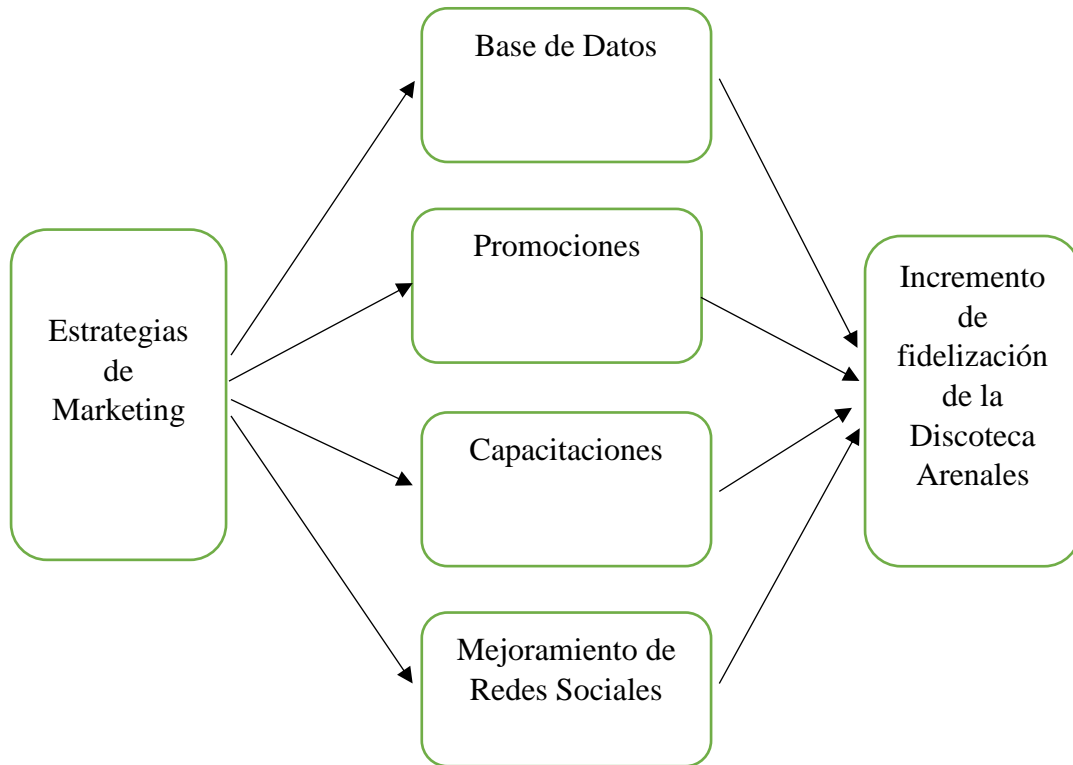 Base de Datos
Promociones
Estrategias
de
Marketing
Incremento
de
fidelización
de la
Discoteca
Arenales
Capacitaciones
Mejoramiento de
Redes Sociales